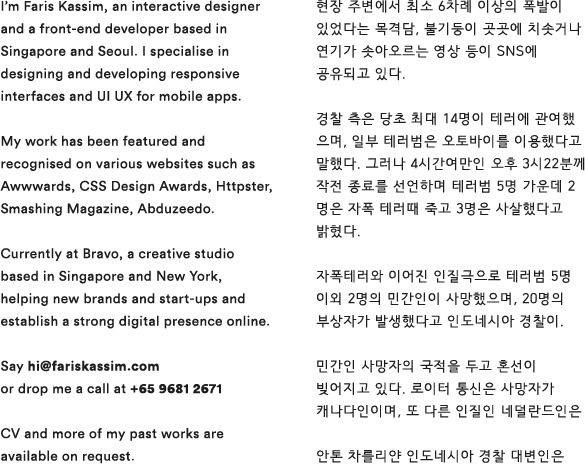 I'm Faris Kassim, an interactive designer
and a front-end developer based in
Singapore and Seoul. I specialise in
designing and developing responsive
interfaces and UI UX for mobile apps.
My work has been featured and
recognised on various websites such as
Awwwards, CSS Design Awards, Httpster,
Smashing Magazine, Abduzeedo.
Currently at Bravo, a creative studio
based in Singapore and New York,
helping new brands and start-ups and
establish a strong digital presence online.
Say hi@fariskassim.com
or drop me a call at +65 9681 2671
CV and more of my past works are
available on request.
현장 주변에서 최소 6차례 이상의 폭발이
있었다는 목격담, 불기둥이 곳곳에 치솟거나
연기가 솟아오르는 영상 등이 SNS에
공유되고 있다.
경찰 측은 당초 최대 14명이 테러에 관여했
으며, 일부 테러범은 오토바이를 이용했다고
말했다. 그러나 4시간여만인 오후 3시22분께
작전 종료를 선언하며 테러범 5명 가운데 2
명은 자폭 테러때 죽고 3명은 사살했다고
밝혔다.
자폭테러와 이어진 인질극으로 테러범 5명
이외 2명의 민간인이 사망했으며, 20명의
부상자가 발생했다고 인도네시아 경찰이.
민간인 사망자의 국적을 두고 혼선이
빚어지고 있다. 로이터 통신은 사망자가
캐나다인이며, 또 다른 인질인 네덜란드인은
안톤 차를리얀 인도네시아 경찰 대변인은